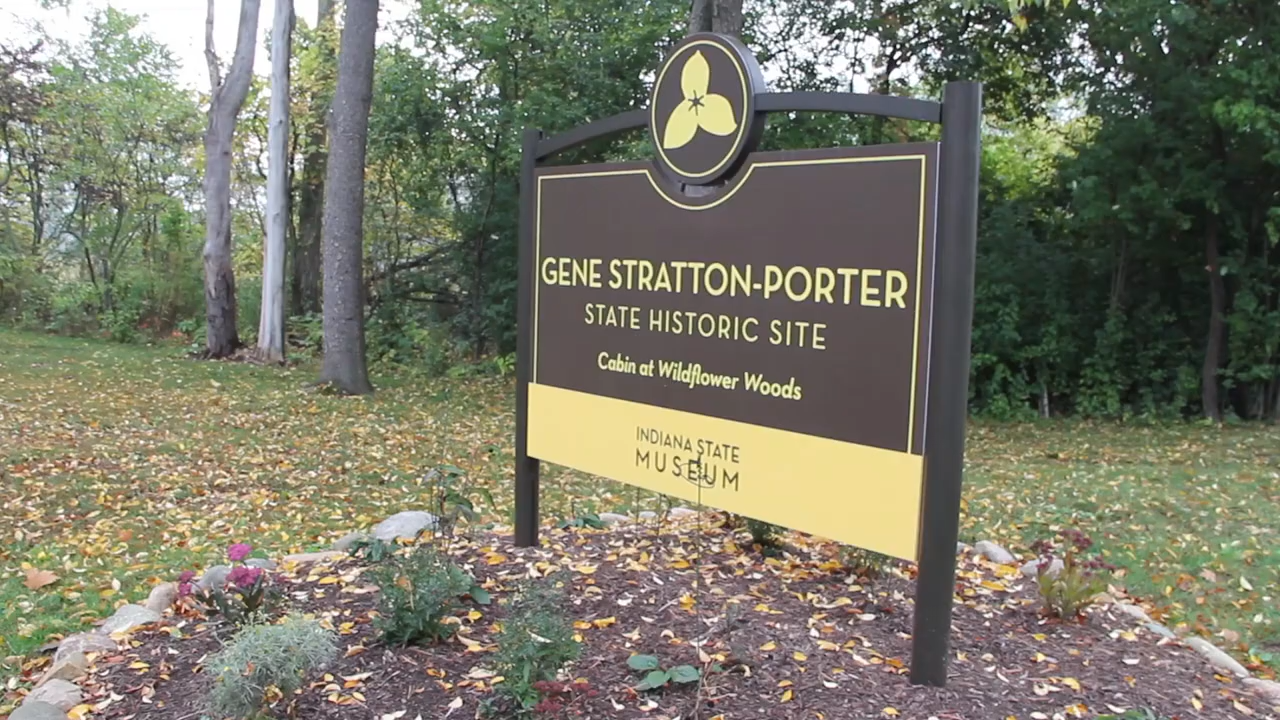 GENE STRATTON-PORTER
STATE HISTORIC SITE
Cabin at Wildflower Woods
INDIANA STATE
MUSEUM